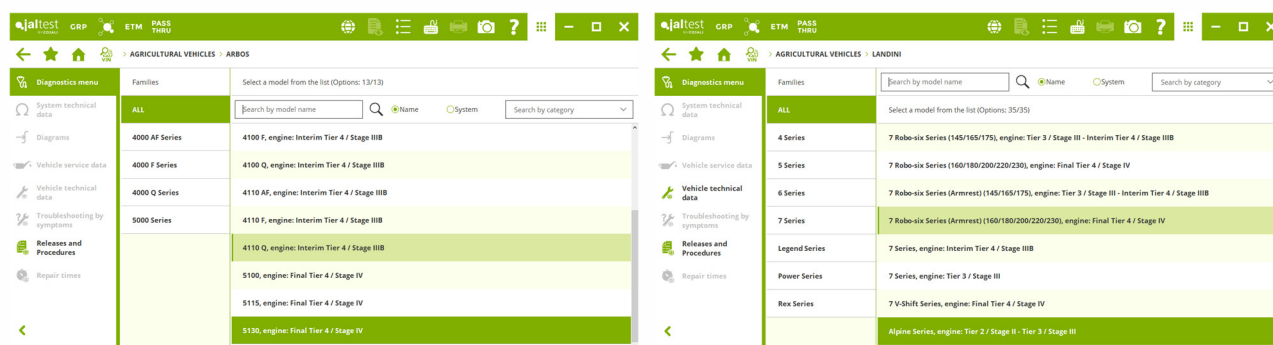 jaltest GRP ETM PASS THRU
BY COJALI
VIN > AGRICULTURAL VEHICLES > ARBOS
Diagnostics menu
System technical data
Diagrams
Vehicle service data
Vehicle technical data
Troubleshooting by symptoms
Releases and Procedures
Repair times
Families
ALL
4000 AF Series
4000 F Series
4000 Q Series
5000 Series
Select a model from the list (Options: 13/13)
Search by model name Name System Search by category
4100 F, engine: Interim Tier 4 / Stage IIIB
4100 Q, engine: Interim Tier 4 / Stage IIIB
4110 AF, engine: Interim Tier 4 / Stage IIIB
4110 F, engine: Interim Tier 4 / Stage IIIB
4110 Q, engine: Interim Tier 4 / Stage IIIB
5100, engine: Final Tier 4 / Stage IV
5115, engine: Final Tier 4 / Stage IV
5130, engine: Final Tier 4 / Stage IV
jaltest GRP ETM PASS THRU
BY COJALI
VIN > AGRICULTURAL VEHICLES > LANDINI
Diagnostics menu
System technical data
Diagrams
Vehicle service data
Vehicle technical data
Troubleshooting by symptoms
Releases and Procedures
Repair times
Families
ALL
4 Series
5 Series
6 Series
7 Series
Legend Series
Power Series
Rex Series
Search by model name Name System Search by category
Select a model from the list (Options: 35/35)
7 Robo-six Series (145/165/175), engine: Tier 3 / Stage III - Interim Tier 4 / Stage IIIB
7 Robo-six Series (160/180/200/220/230), engine: Final Tier 4 / Stage IV
7 Robo-six Series (Armrest) (145/165/175), engine: Tier 3 / Stage III - Interim Tier 4 / Stage IIIB
7 Robo-six Series (Armrest) (160/180/200/220/230), engine: Final Tier 4 / Stage IV
7 Series, engine: Interim Tier 4 / Stage IIIB
7 Series, engine: Tier 3 / Stage III
7 V-Shift Series, engine: Final Tier 4 / Stage IV
Alpine Series, engine: Tier 2 / Stage II - Tier 3 / Stage III